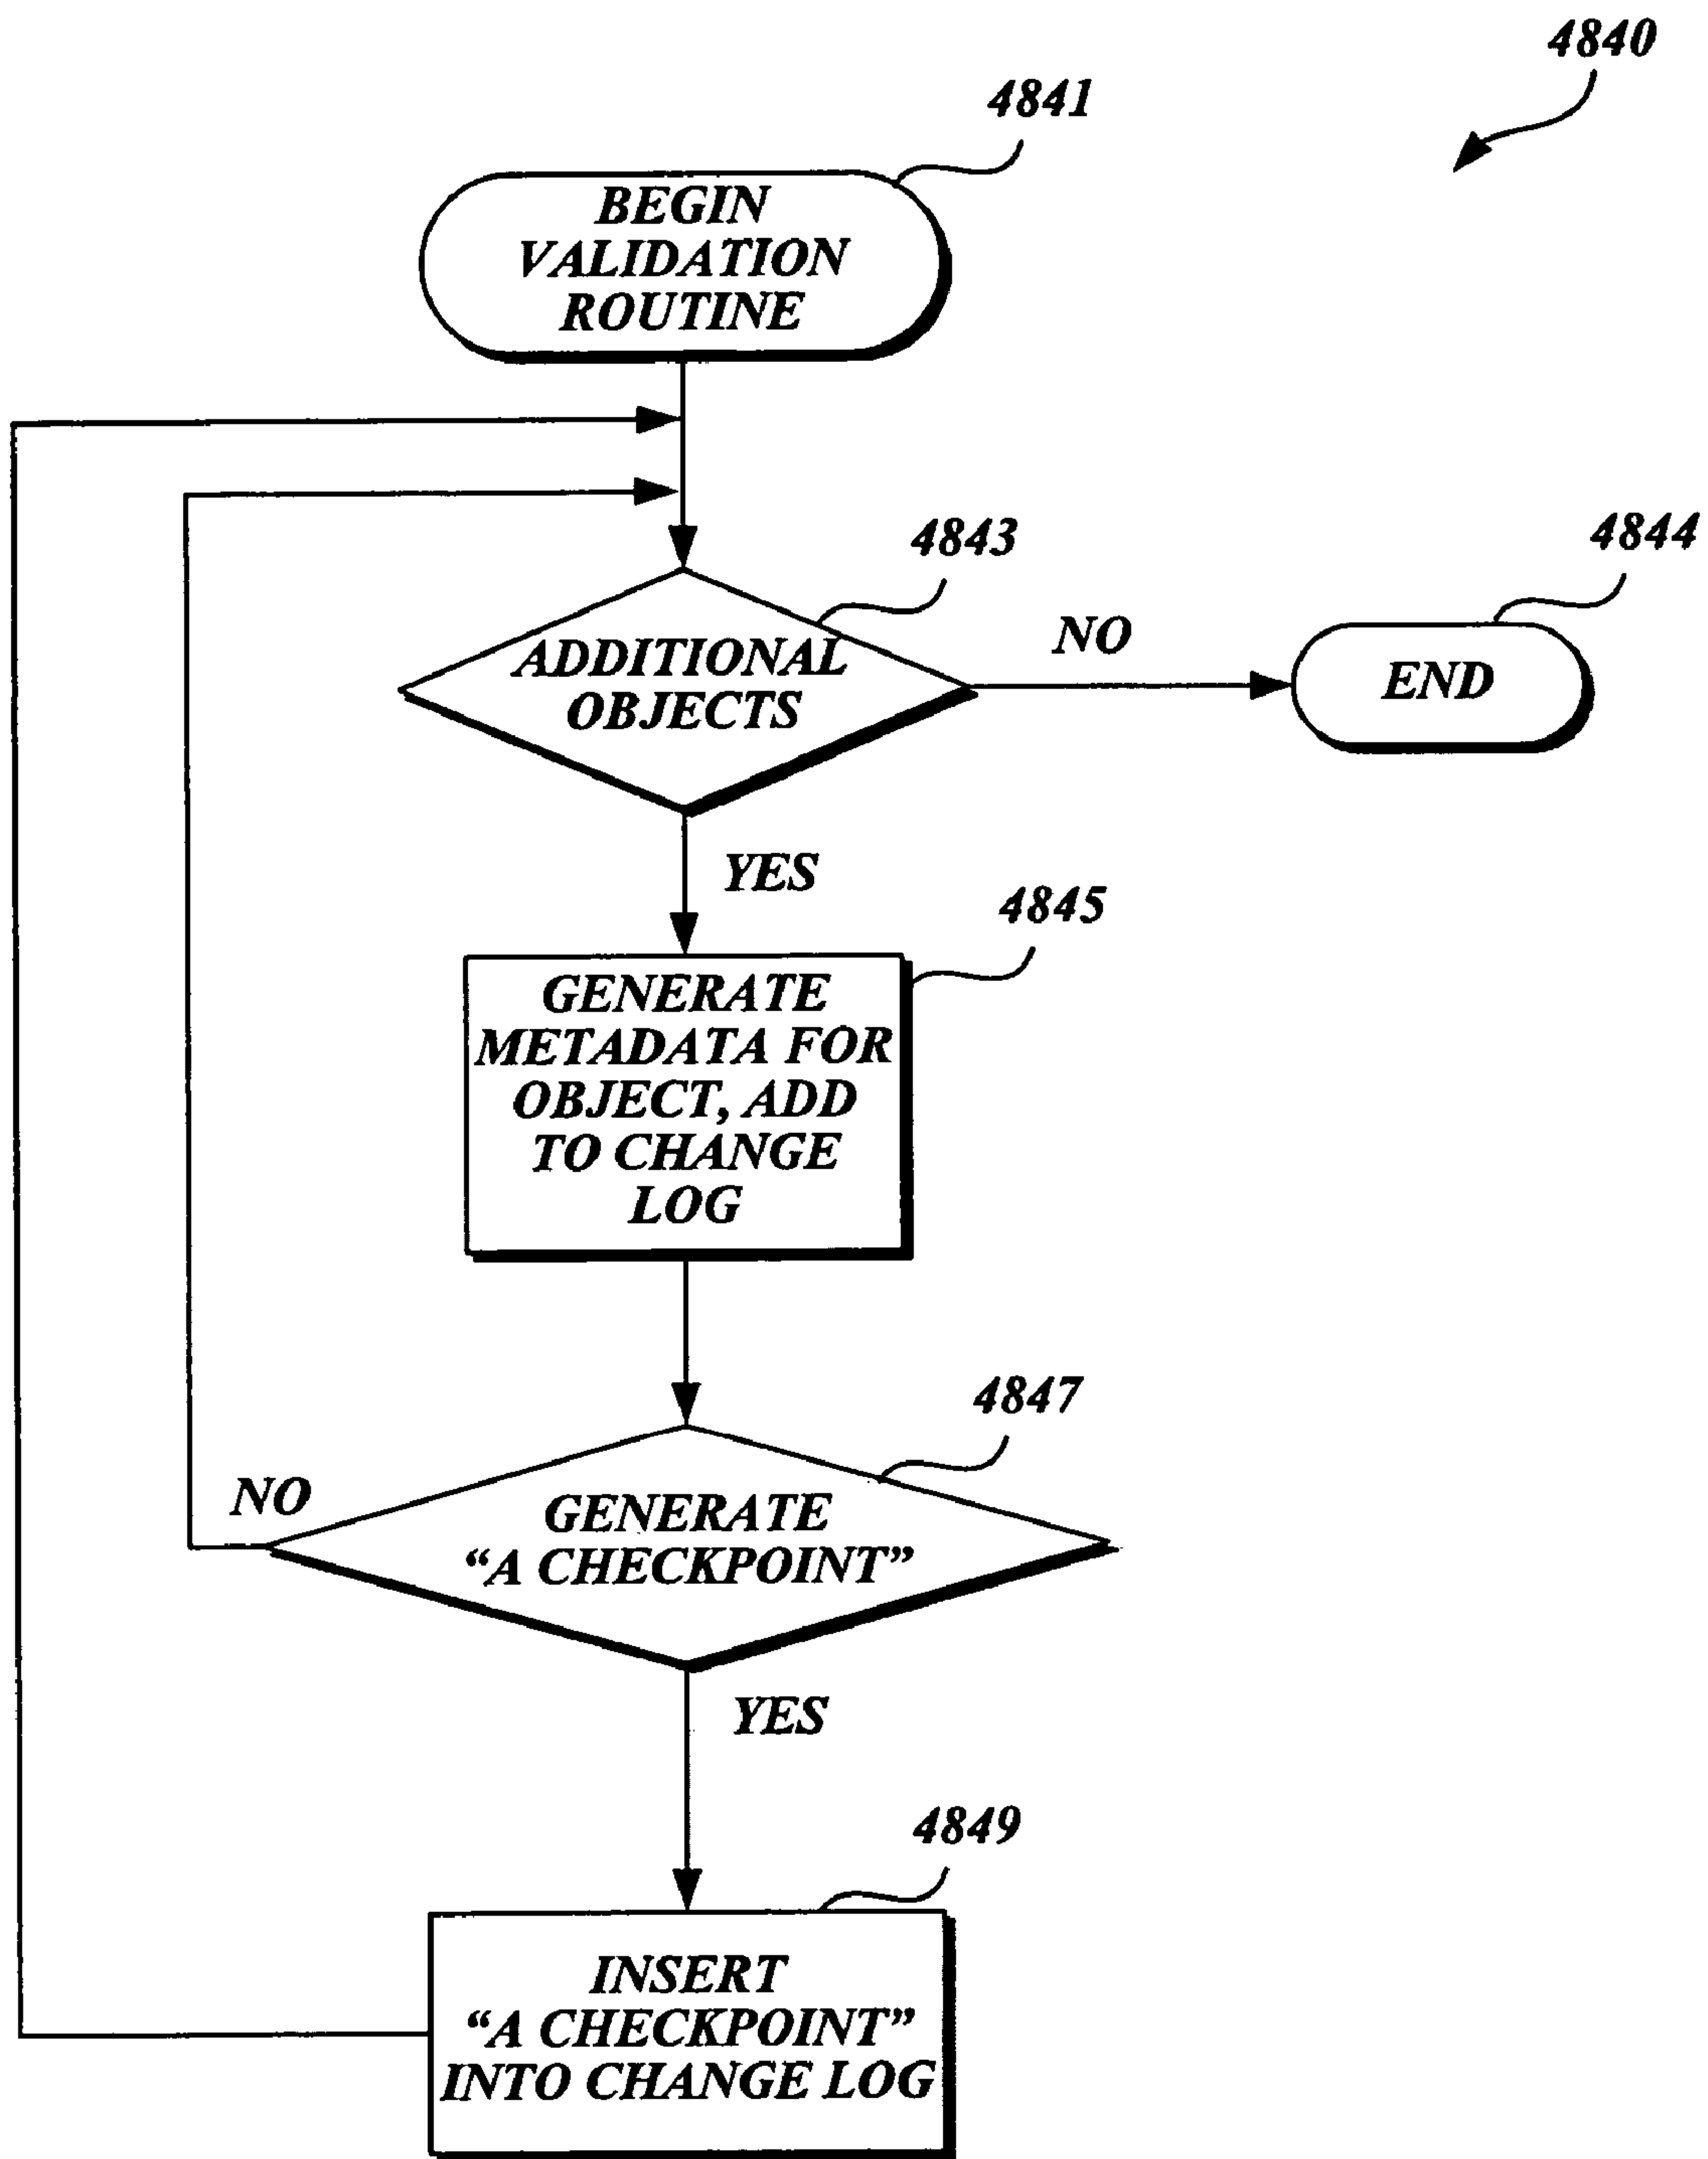 4840
4841
BEGIN
VALIDATION
ROUTINE
4843
4844
NO
ADDITIONAL
OBJECTS
END
YES
4845
GENERATE
METADATA FOR
OBJECT, ADD
TO CHANGE
LOG
4847
NO
GENERATE
“A CHECKPOINT”
YES
4849
INSERT
“A CHECKPOINT”
INTO CHANGE LOG